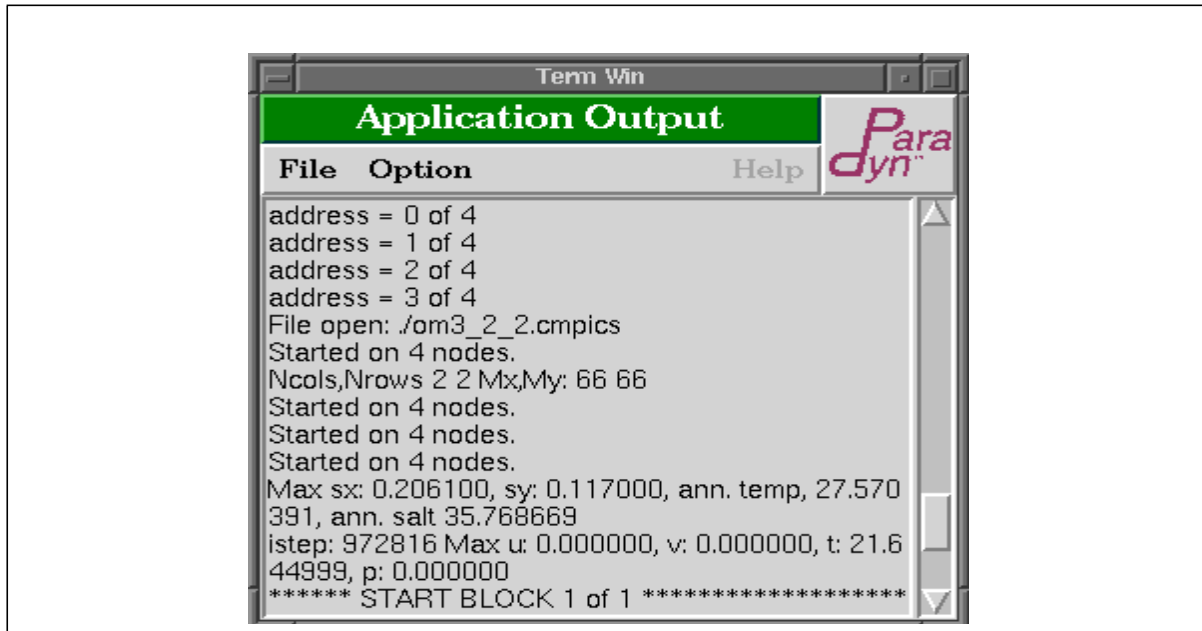 Term Win
Application Output
Paradyn™
File Option Help
address = 0 of 4
address = 1 of 4
address = 2 of 4
address = 3 of 4
File open: ./om3_2_2.cmpics
Started on 4 nodes.
Ncols,Nrows 2 2 Mx,My: 66 66
Started on 4 nodes.
Started on 4 nodes.
Started on 4 nodes.
Max sx: 0.206100, sy: 0.117000, ann. temp, 27.570
391, ann. salt 35.768669
istep: 972816 Max u: 0.000000, v: 0.000000, t: 21.6
44999, p: 0.000000
****** START BLOCK 1 of 1 *******************